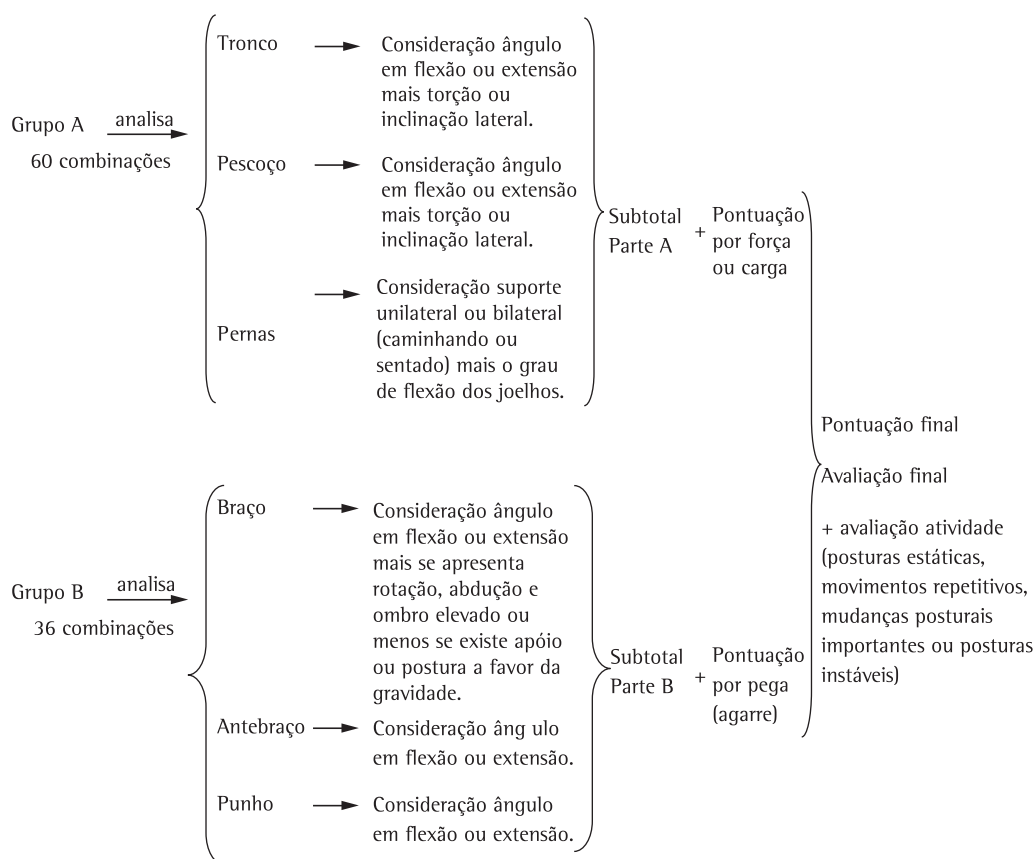 Grupo A
analisa
60 combinações
Tronco
Consideração ângulo
em flexão ou extensão
mais torção ou
inclinação lateral.
Pescoço
Consideração ângulo
em flexão ou extensão
mais torção ou
inclinação lateral.
Pernas
Consideração suporte
unilateral ou bilateral
(caminhando ou
sentado) mais o grau
de flexão dos joelhos.
Subtotal
Parte A
+
Pontuação
por força
ou carga
Grupo B
analisa
36 combinações
Braço
Consideração ângulo
em flexão ou extensão
mais se apresenta
rotação, abdução e
ombro elevado ou
menos se existe apóio
ou postura a favor da
gravidade.
Antebraço
Consideração âng ulo
em flexão ou extensão.
Punho
Consideração ângulo
em flexão ou extensão.
Subtotal
Parte B
+
Pontuação
por pega
(agarre)
Pontuação final
Avaliação final
+ avaliação atividade
(posturas estáticas,
movimentos repetitivos,
mudanças posturais
importantes ou posturas
instáveis)